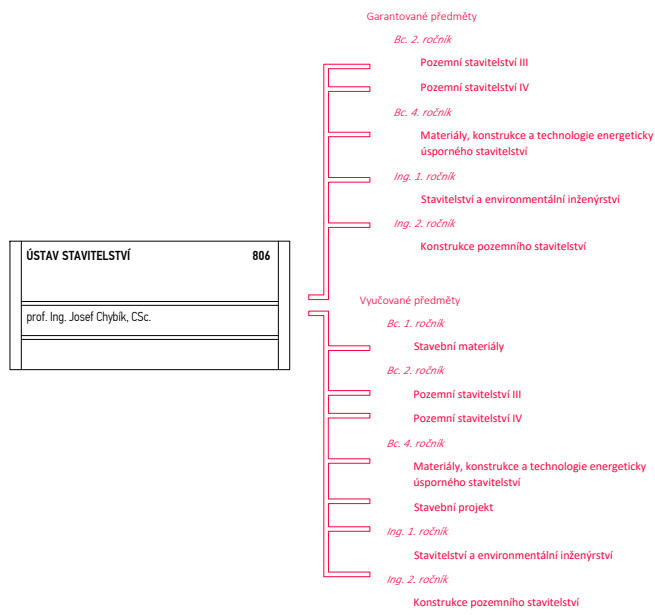 ÚSTAV STAVITELSTVÍ 806
prof. Ing. Josef Chybík, CSc.
Garantované předměty
Bc. 2. ročník
Pozemní stavitelství III
Pozemní stavitelství IV
Bc. 4. ročník
Materiály, konstrukce a technologie energeticky
úsporného stavitelství
Ing. 1. ročník
Stavitelství a environmentální inženýrství
Ing. 2. ročník
Konstrukce pozemního stavitelství
Vyučované předměty
Bc. 1. ročník
Stavební materiály
Bc. 2. ročník
Pozemní stavitelství III
Pozemní stavitelství IV
Bc. 4. ročník
Materiály, konstrukce a technologie energeticky
úsporného stavitelství
Stavební projekt
Ing. 1. ročník
Stavitelství a environmentální inženýrství
Ing. 2. ročník
Konstrukce pozemního stavitelství